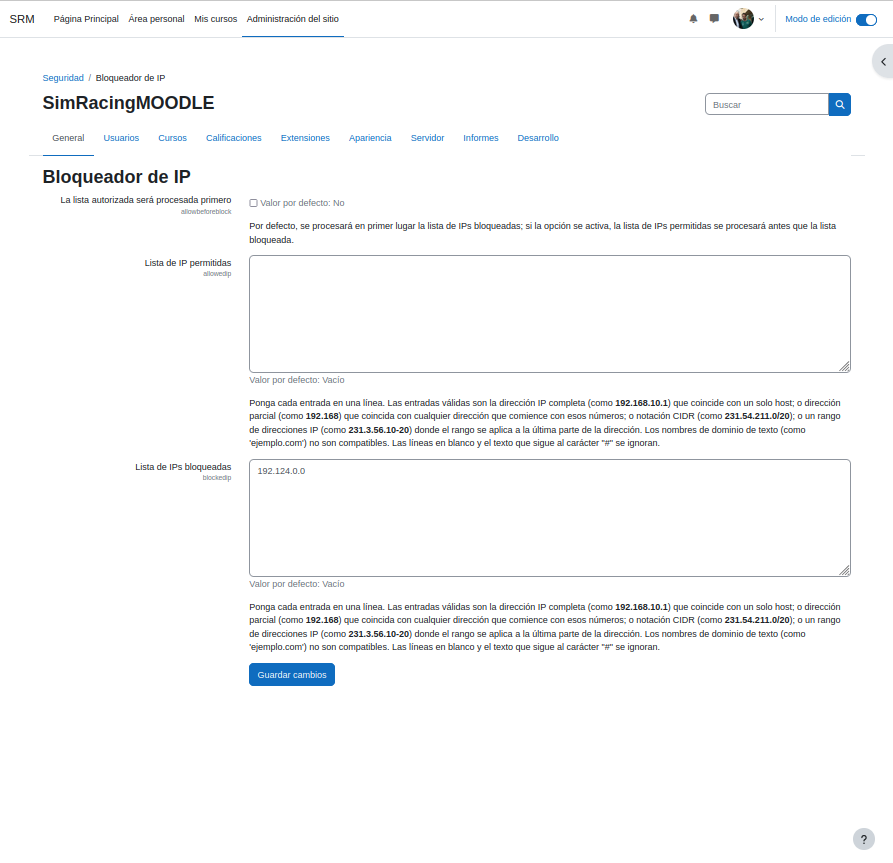 SRM Página Principal Área personal Mis cursos Administración del sitio Modo de edición
Seguridad / Bloqueador de IP
SimRacingMOODLE
Buscar
General Usuarios Cursos Calificaciones Extensiones Apariencia Servidor Informes Desarrollo
Bloqueador de IP
La lista autorizada será procesada primero
allowbeforeblock
Valor por defecto: No
Por defecto, se procesará en primer lugar la lista de IPs bloqueadas; si la opción se activa, la lista de IPs permitidas se procesará antes que la lista
bloqueada.
Lista de IP permitidas
allowedip
Valor por defecto: Vacío
Ponga cada entrada en una línea. Las entradas válidas son la dirección IP completa (como 192.168.10.1) que coincide con un solo host; o dirección
parcial (como 192.168) que coincida con cualquier dirección que comience con esos números; o notación CIDR (como 231.54.211.0/20); o un rango
de direcciones IP (como 231.3.56.10-20) donde el rango se aplica a la última parte de la dirección. Los nombres de dominio de texto (como
'ejemplo.com') no son compatibles. Las líneas en blanco y el texto que sigue al carácter "#" se ignoran.
Lista de IPs bloqueadas
blockedip
192.124.0.0
Valor por defecto: Vacío
Ponga cada entrada en una línea. Las entradas válidas son la dirección IP completa (como 192.168.10.1) que coincide con un solo host; o dirección
parcial (como 192.168) que coincida con cualquier dirección que comience con esos números; o notación CIDR (como 231.54.211.0/20); o un rango
de direcciones IP (como 231.3.56.10-20) donde el rango se aplica a la última parte de la dirección. Los nombres de dominio de texto (como
'ejemplo.com') no son compatibles. Las líneas en blanco y el texto que sigue al carácter "#" se ignoran.
Guardar cambios
?